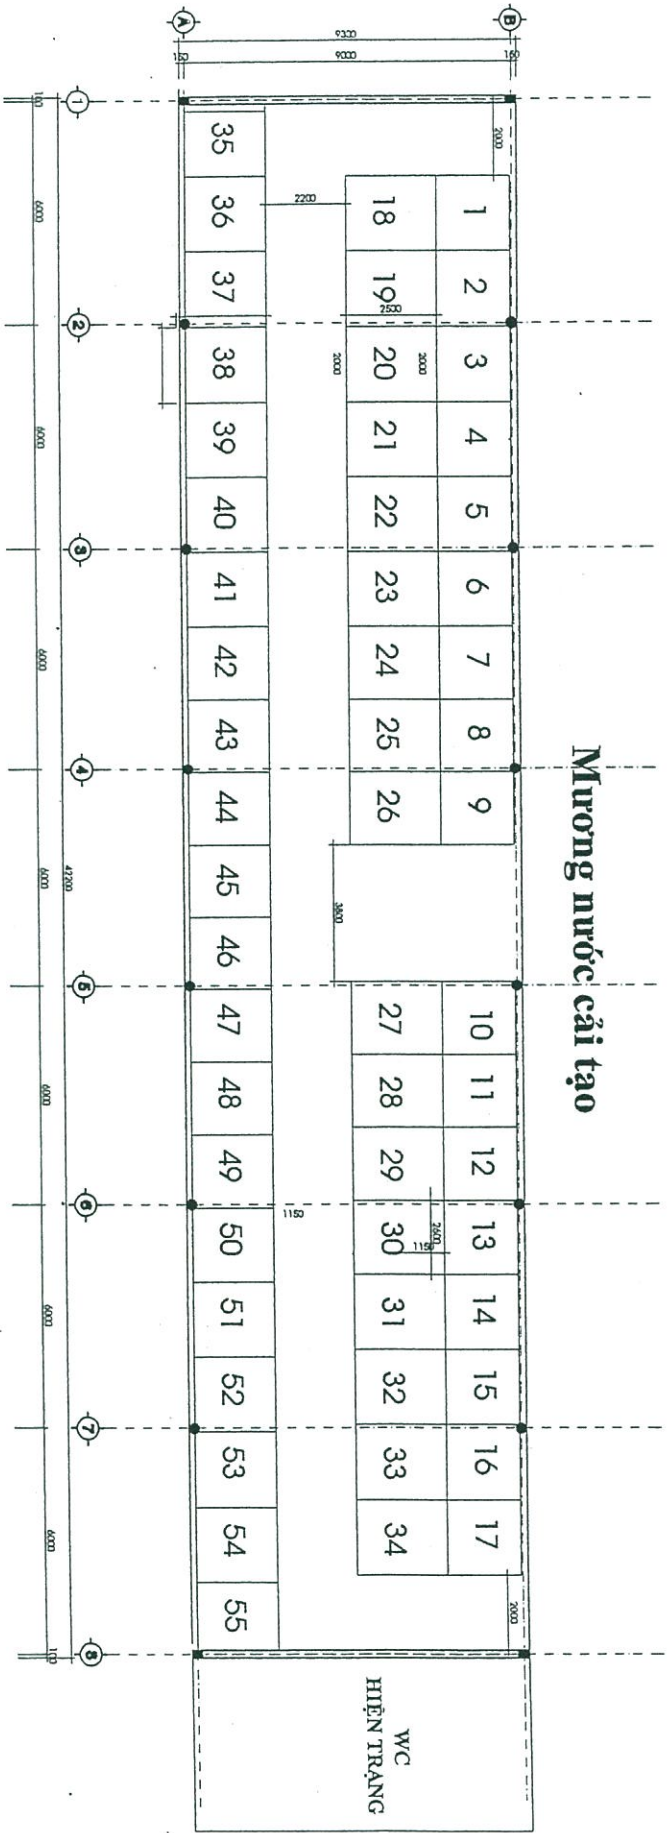 Mương nước cải tạo
B
A
9300
150
9000
150
2000
1 2 3 4 5 6 7 8 9 10 11 12 13 14 15 16 17
2000
18 19 20 21 22 23 24 25 26 27 28 29 30 31 32 33 34
2500
2000
2000
3800
2600
1150
2200
1150
35 36 37 38 39 40 41 42 43 44 45 46 47 48 49 50 51 52 53 54 55
WC
HIỆN TRẠNG
1 2 3 4 5 6 7 8
42200
100 6000 6000 6000 6000 6000 6000 6000 100